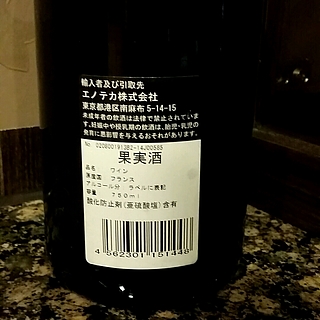 輸入者及び引取先
エノテカ株式会社
東京都港区南麻布 5-14-15
未成年者の飲酒は法律で禁止されていま
す。妊娠中や授乳期の飲酒は、胎児・乳児の
発育に悪影響を与えるおそれがあります。
No. 0208001913B2-14J00585
果実酒
品名 ワイン
原産国 フランス
アルコール分 ラベルに表記
容量 750ml
酸化防止剤(亜硫酸塩)含有
4 562301 151448